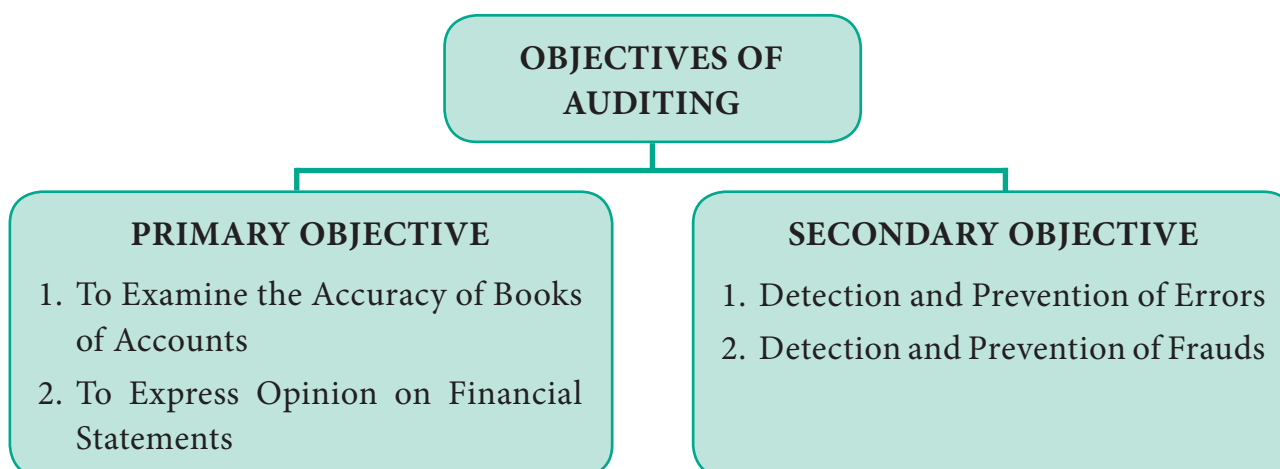 OBJECTIVES OF
AUDITING
PRIMARY OBJECTIVE
1. To Examine the Accuracy of Books
of Accounts
2. To Express Opinion on Financial
Statements
SECONDARY OBJECTIVE
1. Detection and Prevention of Errors
2. Detection and Prevention of Frauds